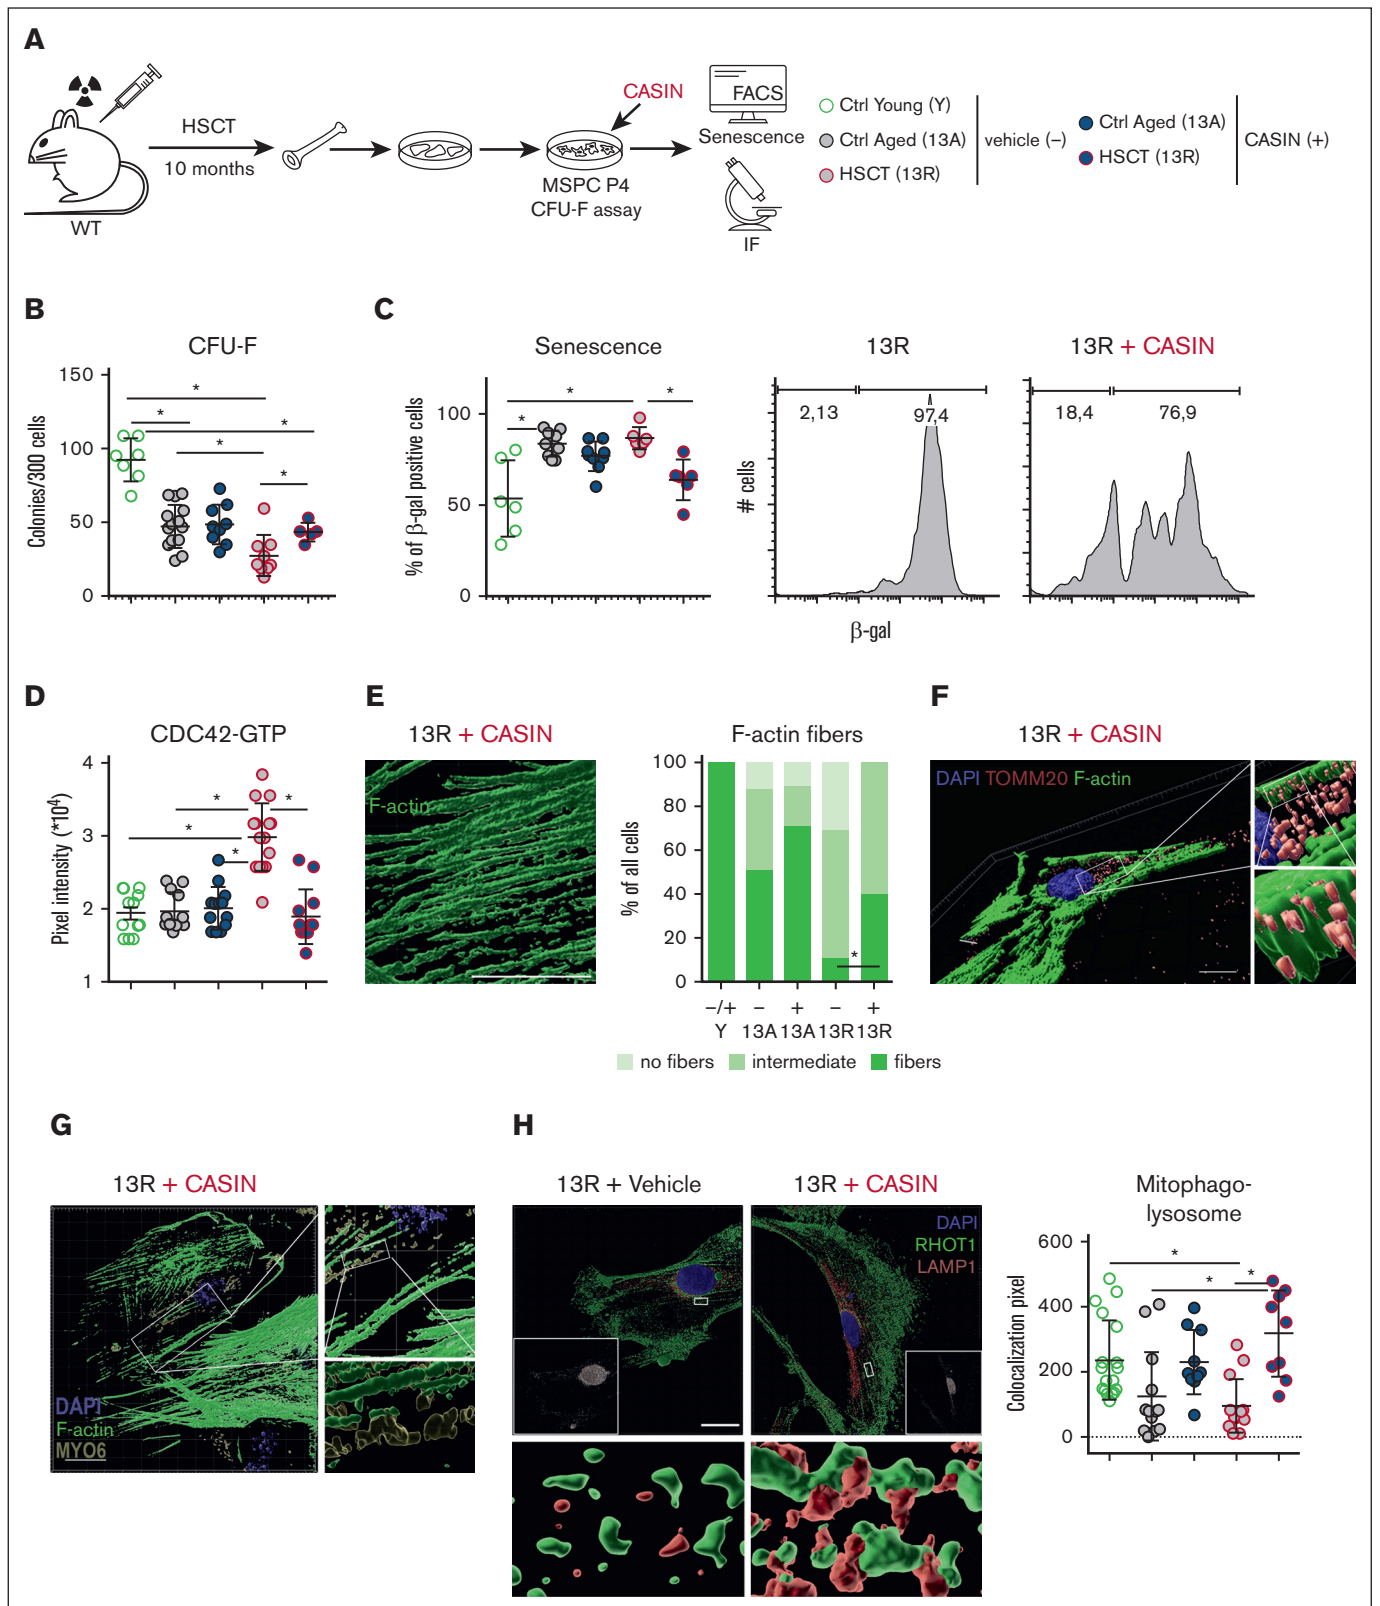 A
CASIN
HSCT
10 months
WT
MSPC P4
CFU-F assay
FACS
Senescence
IF
Ctrl Young (Y)
Ctrl Aged (13A)
HSCT (13R)
vehicle (–)
Ctrl Aged (13A)
HSCT (13R)
CASIN (+)
B
CFU-F
Colonies/300 cells
150
100
50
0
*
*
*
*
*
C
Senescence
% of β-gal positive cells
100
50
0
*
*
*
13R
2,13
97,4
# cells
13R + CASIN
18,4
76,9
β-gal
D
CDC42-GTP
Pixel intensity (*10⁴)
4
3
2
1
*
*
*
*
E
13R + CASIN
F-actin
F-actin fibers
% of all cells
100
80
60
40
20
0
*
–/+ – + – +
Y 13A 13A 13R 13R
no fibers intermediate fibers
F
13R + CASIN
DAPI TOMM20 F-actin
G
13R + CASIN
DAPI
F-actin
MYO6
H
13R + Vehicle
13R + CASIN
DAPI
RHOT1
LAMP1
Mitophago-
lysosome
Colocalization pixel
600
400
200
0
*
*
*